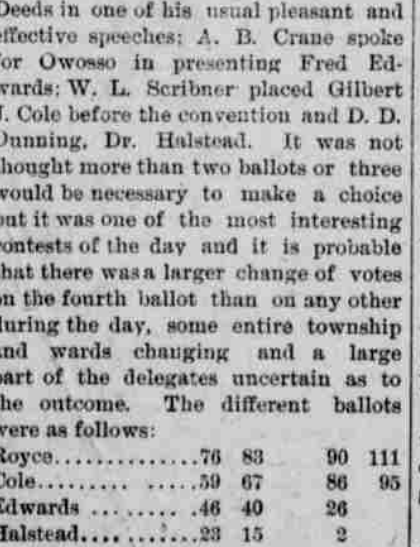 Deeds in one of his usual pleasant and
effective speeches; A. B. Crane spoke
for Owosso in presenting Fred Ed-
wards; W. L. Scribner placed Gilbert
J. Cole before the convention and D. D.
Dunning, Dr. Halstead. It was not
thought more than two ballots or three
would be necessary to make a choice
but it was one of the most interesting
contests of the day and it is probable
that there was a larger change of votes
on the fourth ballot than on any other
during the day, some entire township
and wards changing and a large
part of the delegates uncertain as to
the outcome. The different ballots
were as follows:
Royce..............76 83 90 111
Cole......... .....59 67 86 95
Edwards ... ......46 40 26
Halstead............23 15 2